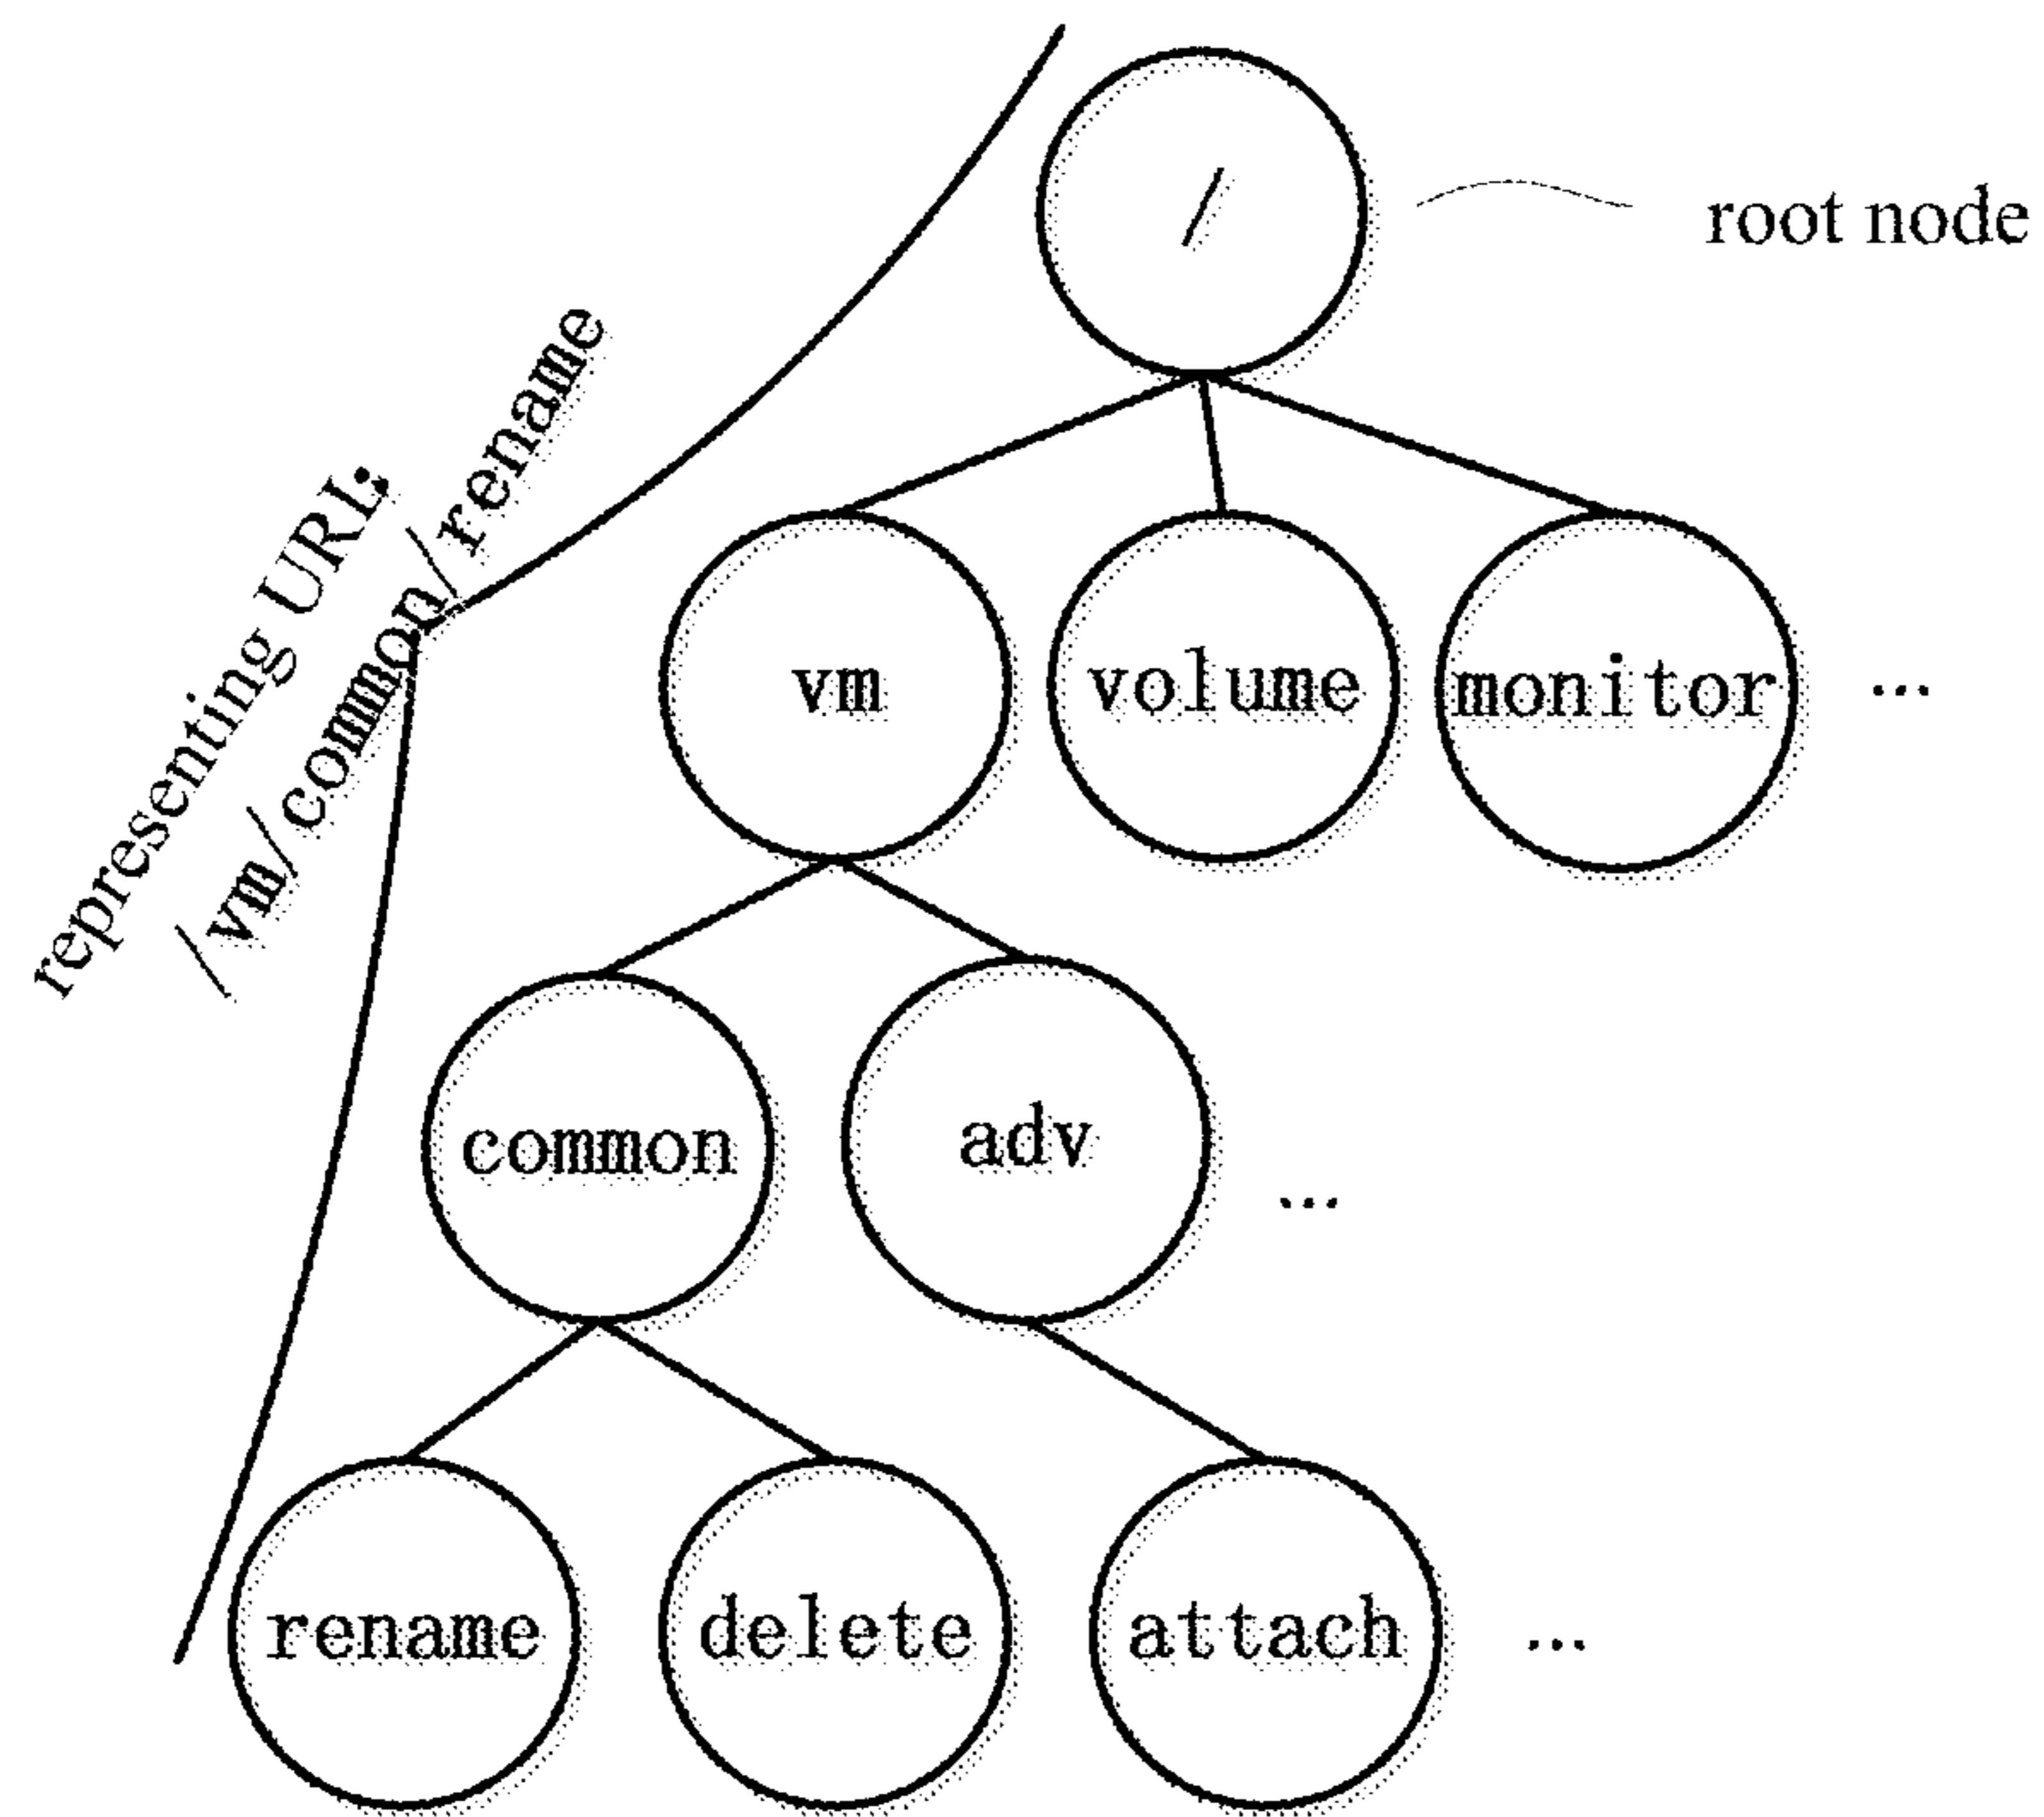 /
root node
representing URL:
/vm/common/rename
vm
volume
monitor
...
common
adv
...
rename
delete
attach
...